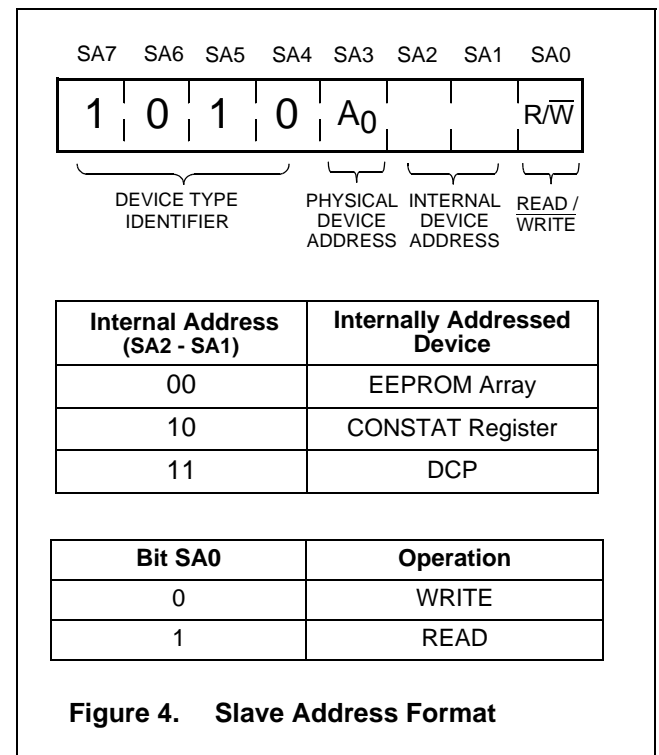 SA7 SA6 SA5 SA4 SA3 SA2 SA1 SA0
1 0 1 0 A0 R/W̅
DEVICE TYPE IDENTIFIER
PHYSICAL DEVICE ADDRESS
INTERNAL DEVICE ADDRESS
READ / W̅R̅I̅T̅E̅
Internal Address (SA2 - SA1) Internally Addressed Device
00 EEPROM Array
10 CONSTAT Register
11 DCP
Bit SA0 Operation
0 WRITE
1 READ
Figure 4. Slave Address Format